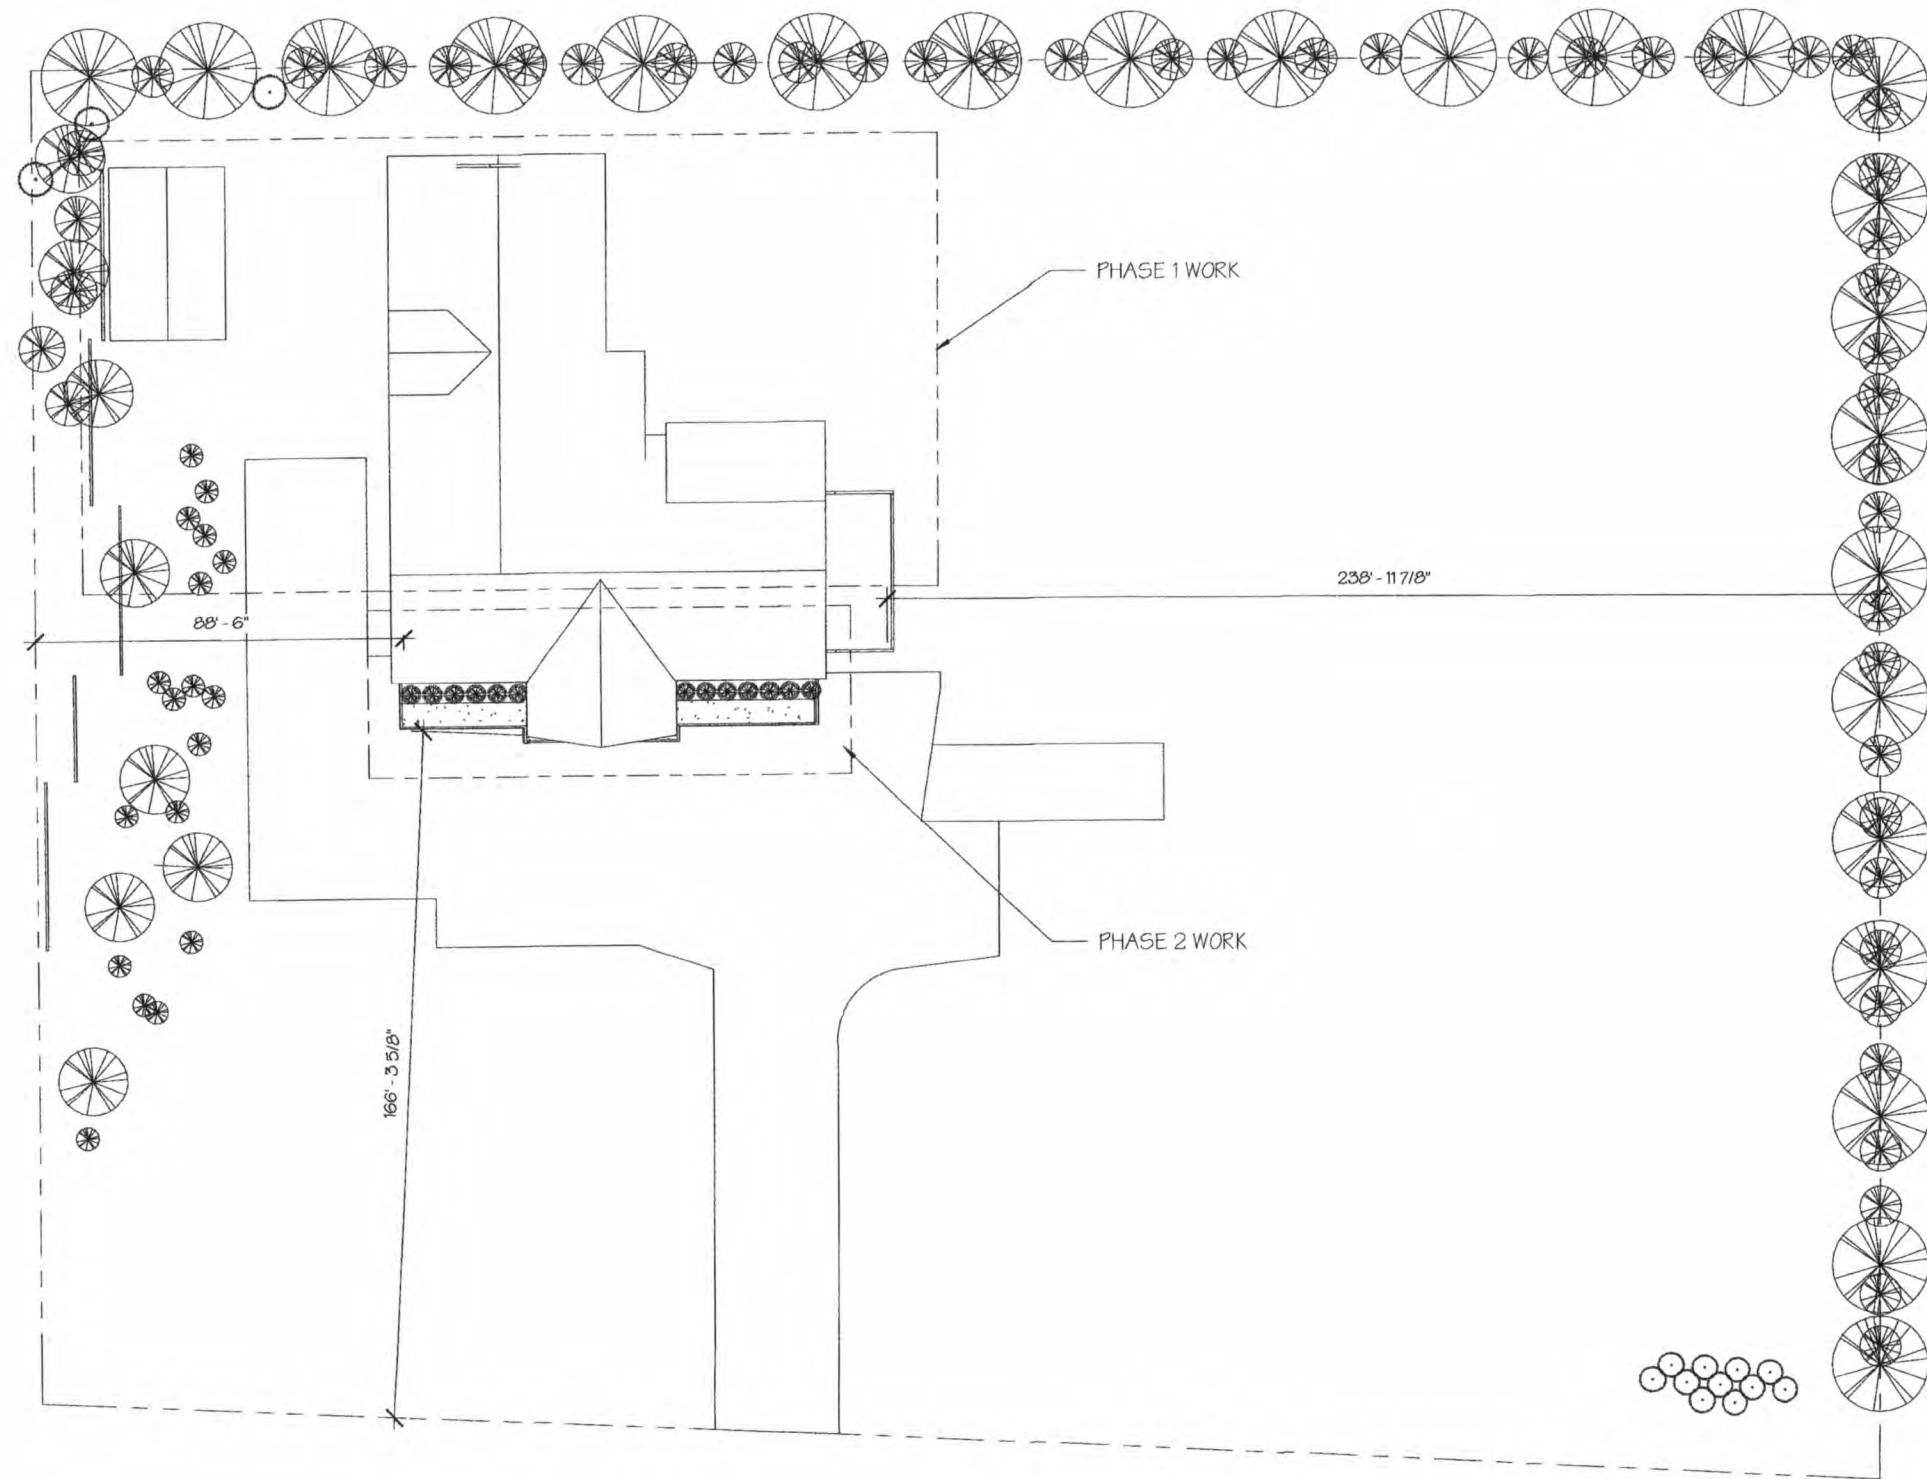 PHASE 1 WORK
238' - 11 7/8"
88' - 6"
PHASE 2 WORK
166' - 3 5/8"